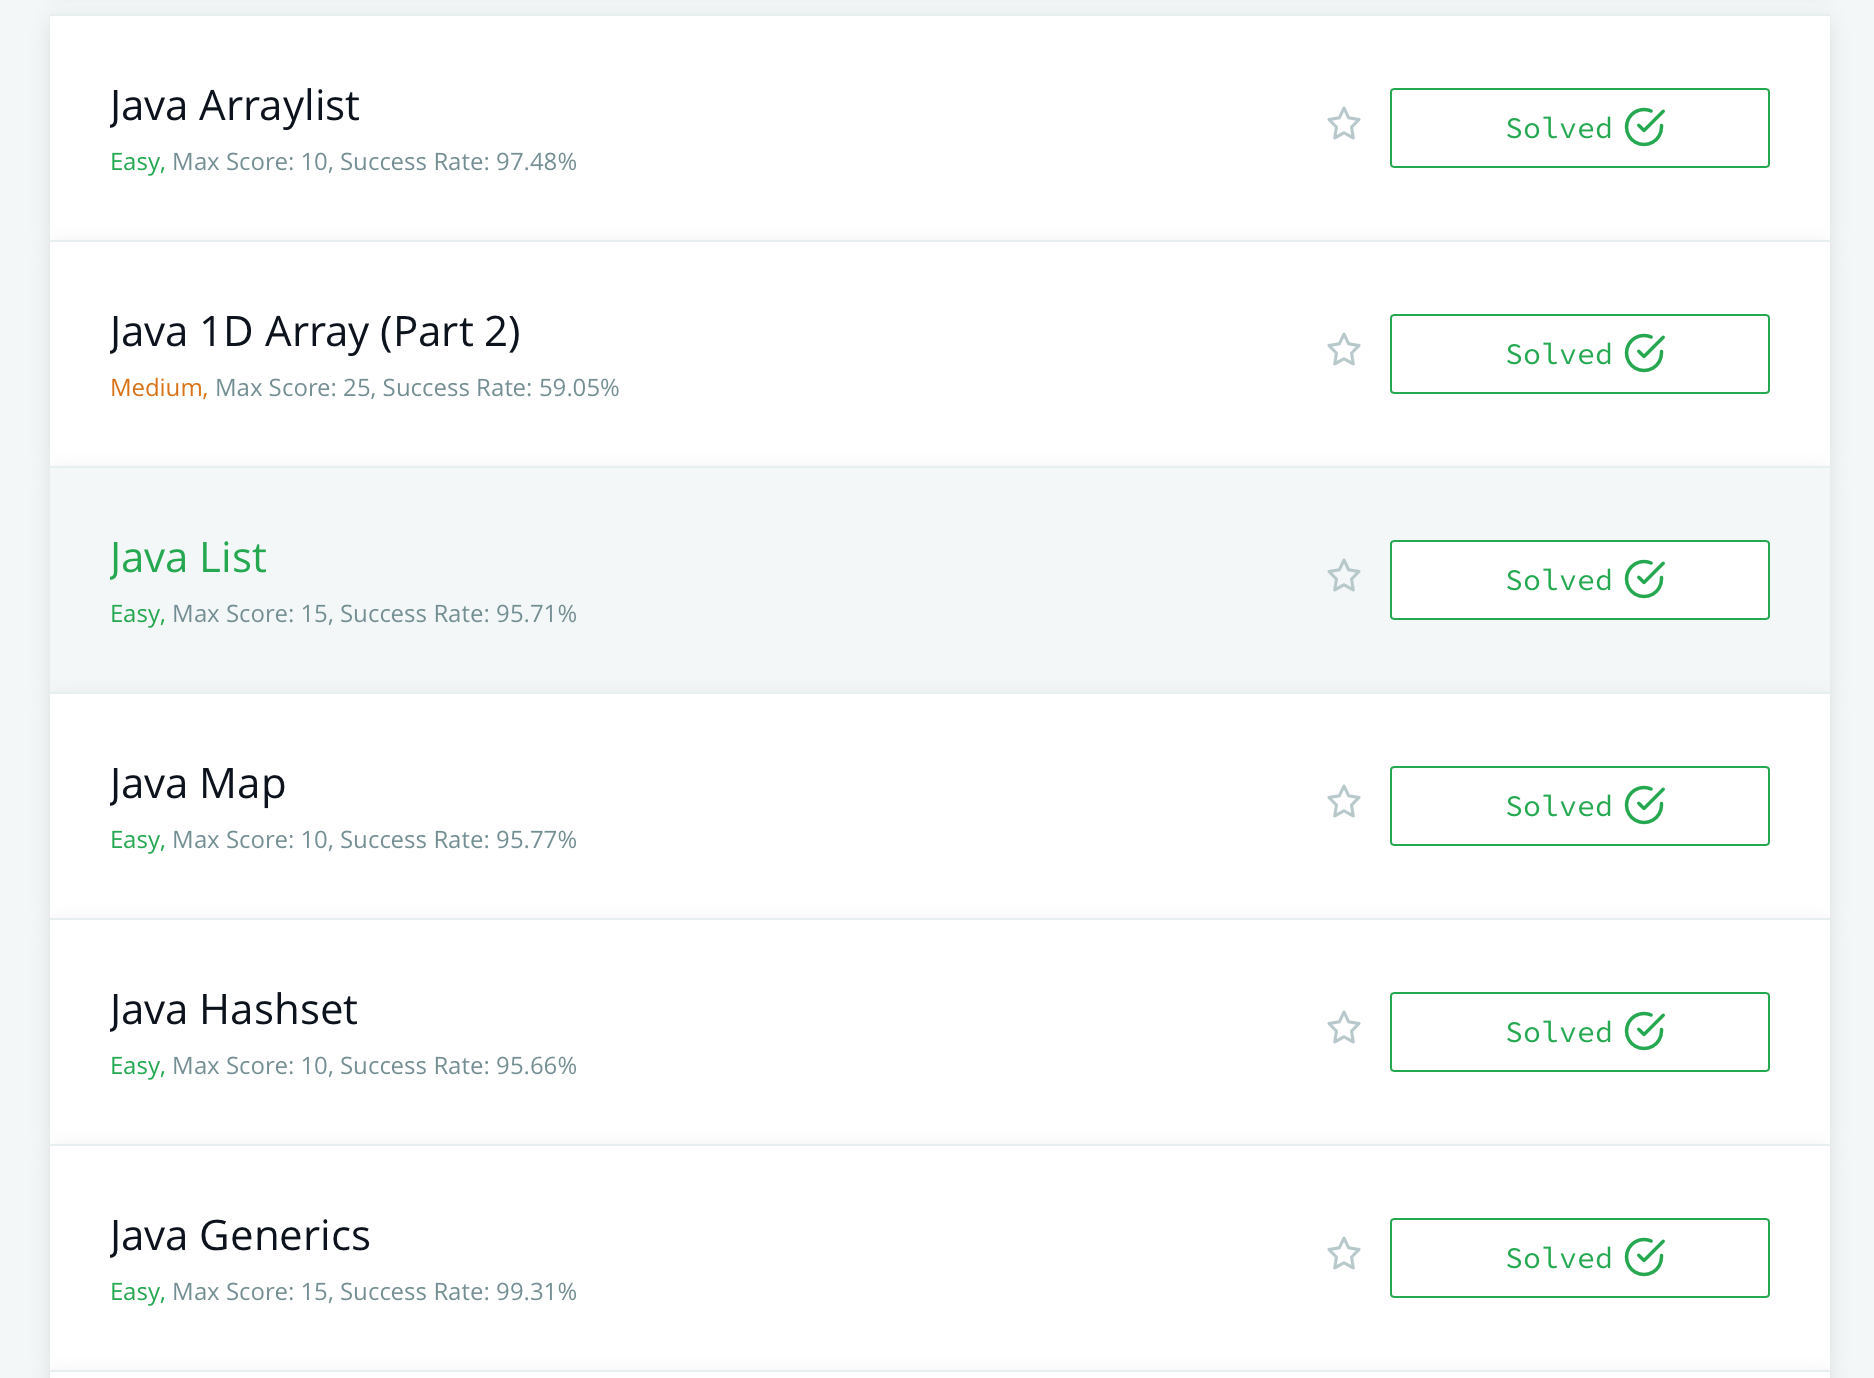 Java Arraylist
Easy, Max Score: 10, Success Rate: 97.48%
Solved
Java 1D Array (Part 2)
Medium, Max Score: 25, Success Rate: 59.05%
Solved
Java List
Easy, Max Score: 15, Success Rate: 95.71%
Solved
Java Map
Easy, Max Score: 10, Success Rate: 95.77%
Solved
Java Hashset
Easy, Max Score: 10, Success Rate: 95.66%
Solved
Java Generics
Easy, Max Score: 15, Success Rate: 99.31%
Solved